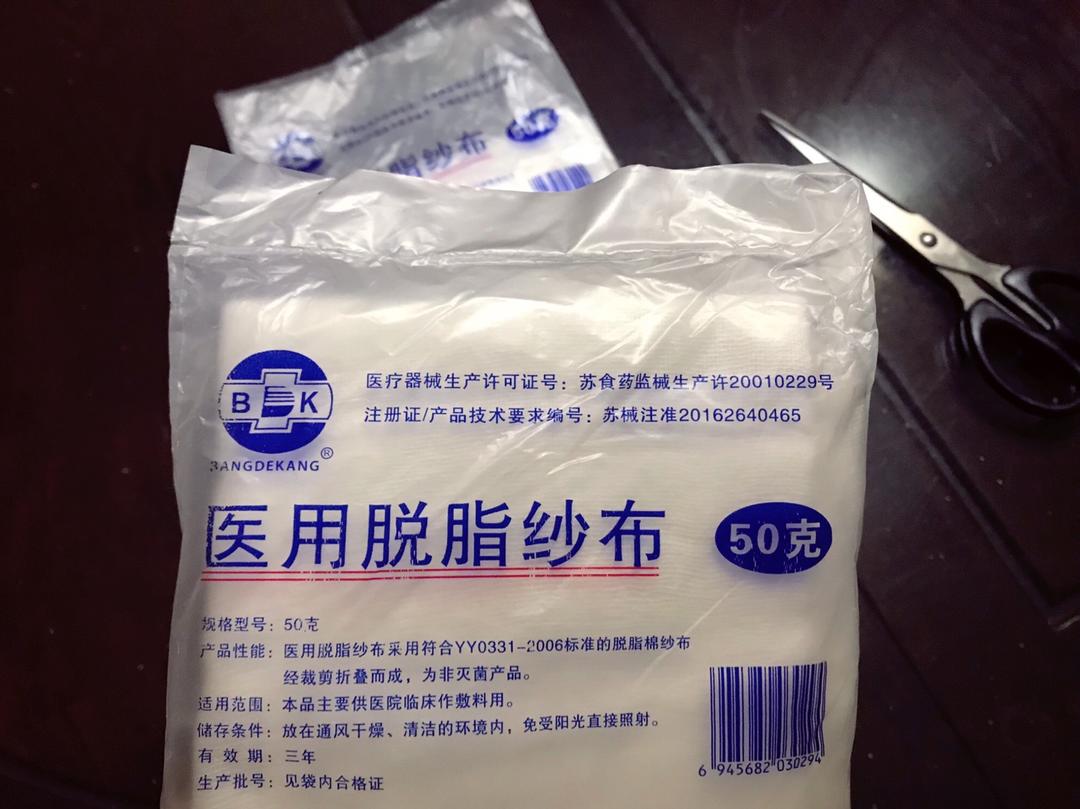 脂纱布
B D K
BANGDEKANG®
医疗器械生产许可证号：苏食药监械生产许20010229号
注册证/产品技术要求编号：苏械注准20162640465
医用脱脂纱布
50克
规格型号：50克
产品性能：医用脱脂纱布采用符合YY0331-2006标准的脱脂棉纱布
经裁剪折叠而成，为非灭菌产品。
适用范围：本品主要供医院临床作敷料用。
储存条件：放在通风干燥、清洁的环境内，免受阳光直接照射。
有 效 期：三年
生产批号：见袋内合格证
6 945682 030294